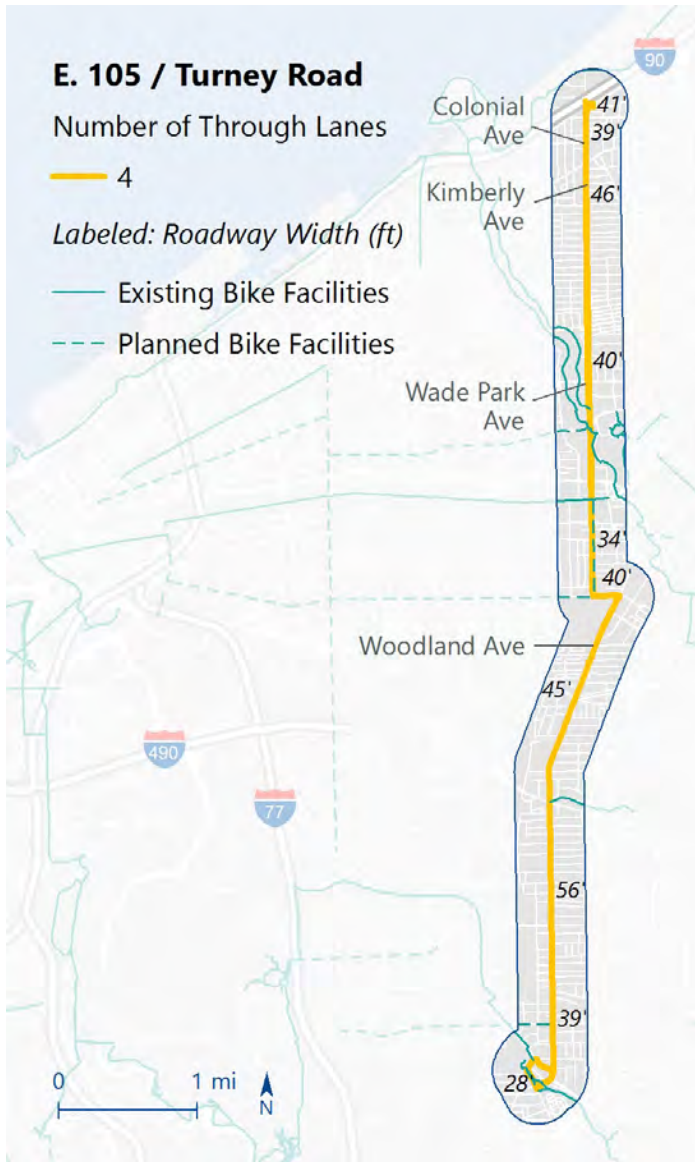 E. 105 / Turney Road
Number of Through Lanes
4
Labeled: Roadway Width (ft)
Existing Bike Facilities
Planned Bike Facilities
90
Colonial
Ave
41'
39'
Kimberly
Ave
46'
40'
Wade Park
Ave
34'
40'
Woodland Ave
45'
490
77
56'
39'
28'
0 1 mi
N